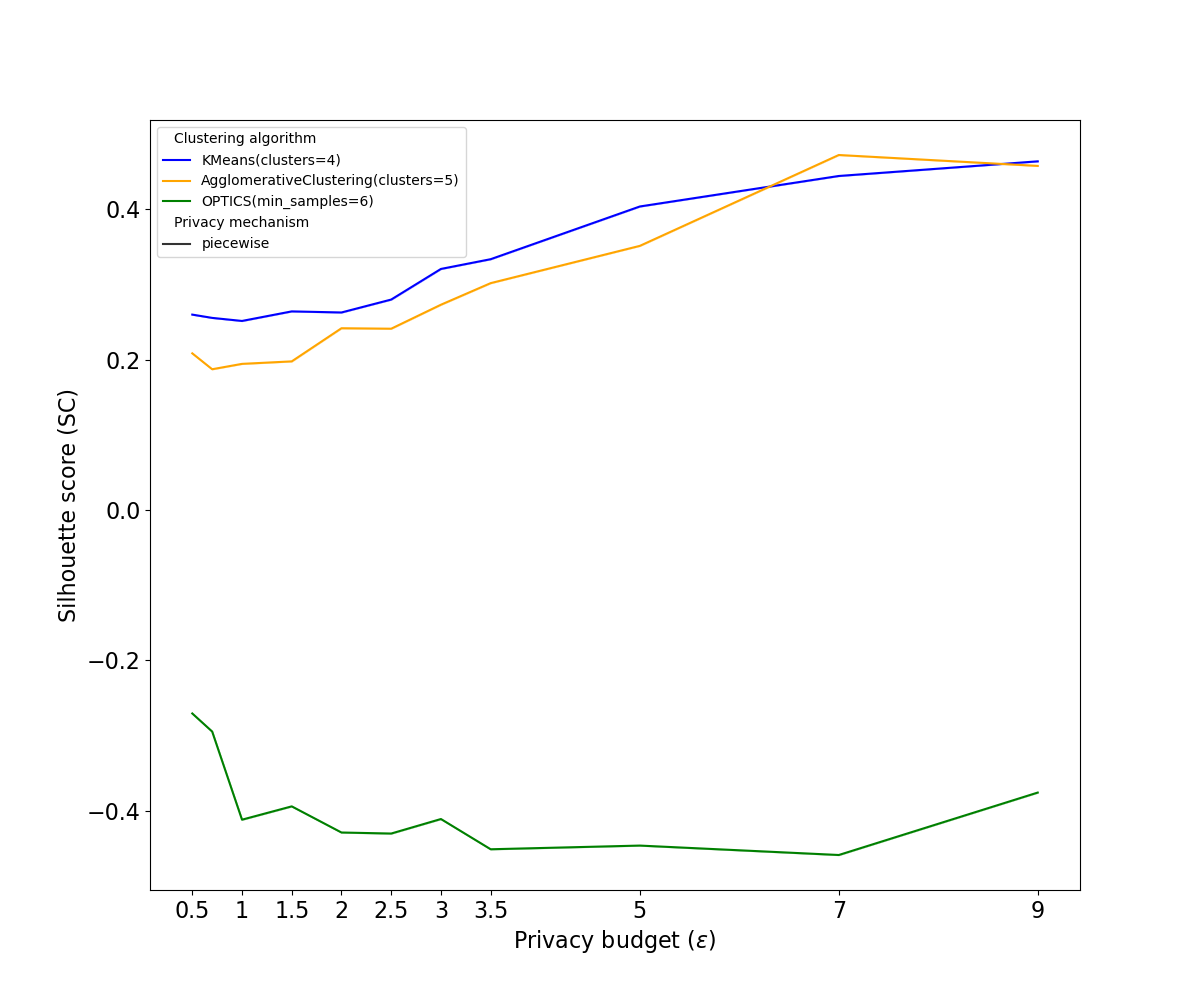 Clustering algorithm
KMeans(clusters=4)
AgglomerativeClustering(clusters=5)
OPTICS(min_samples=6)
Privacy mechanism
piecewise
0.4
0.2
0.0
−0.2
−0.4
Silhouette score (SC)
0.5 1 1.5 2 2.5 3 3.5 5 7 9
Privacy budget (ε)